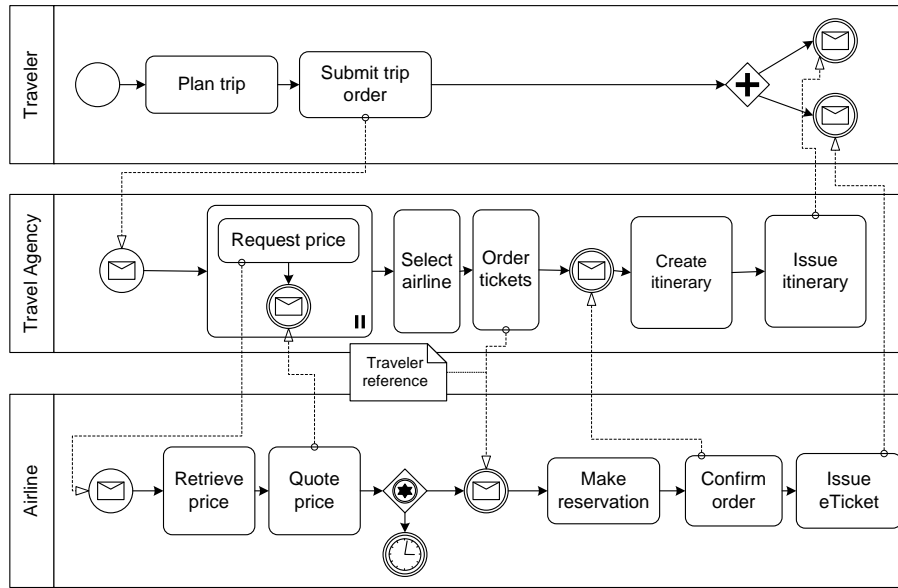 Traveler
Plan trip
Submit trip
order
Travel Agency
Request price
Select
airline
Order
tickets
Create
itinerary
Issue
itinerary
Traveler
reference
Airline
Retrieve
price
Quote
price
Make
reservation
Confirm
order
Issue
eTicket